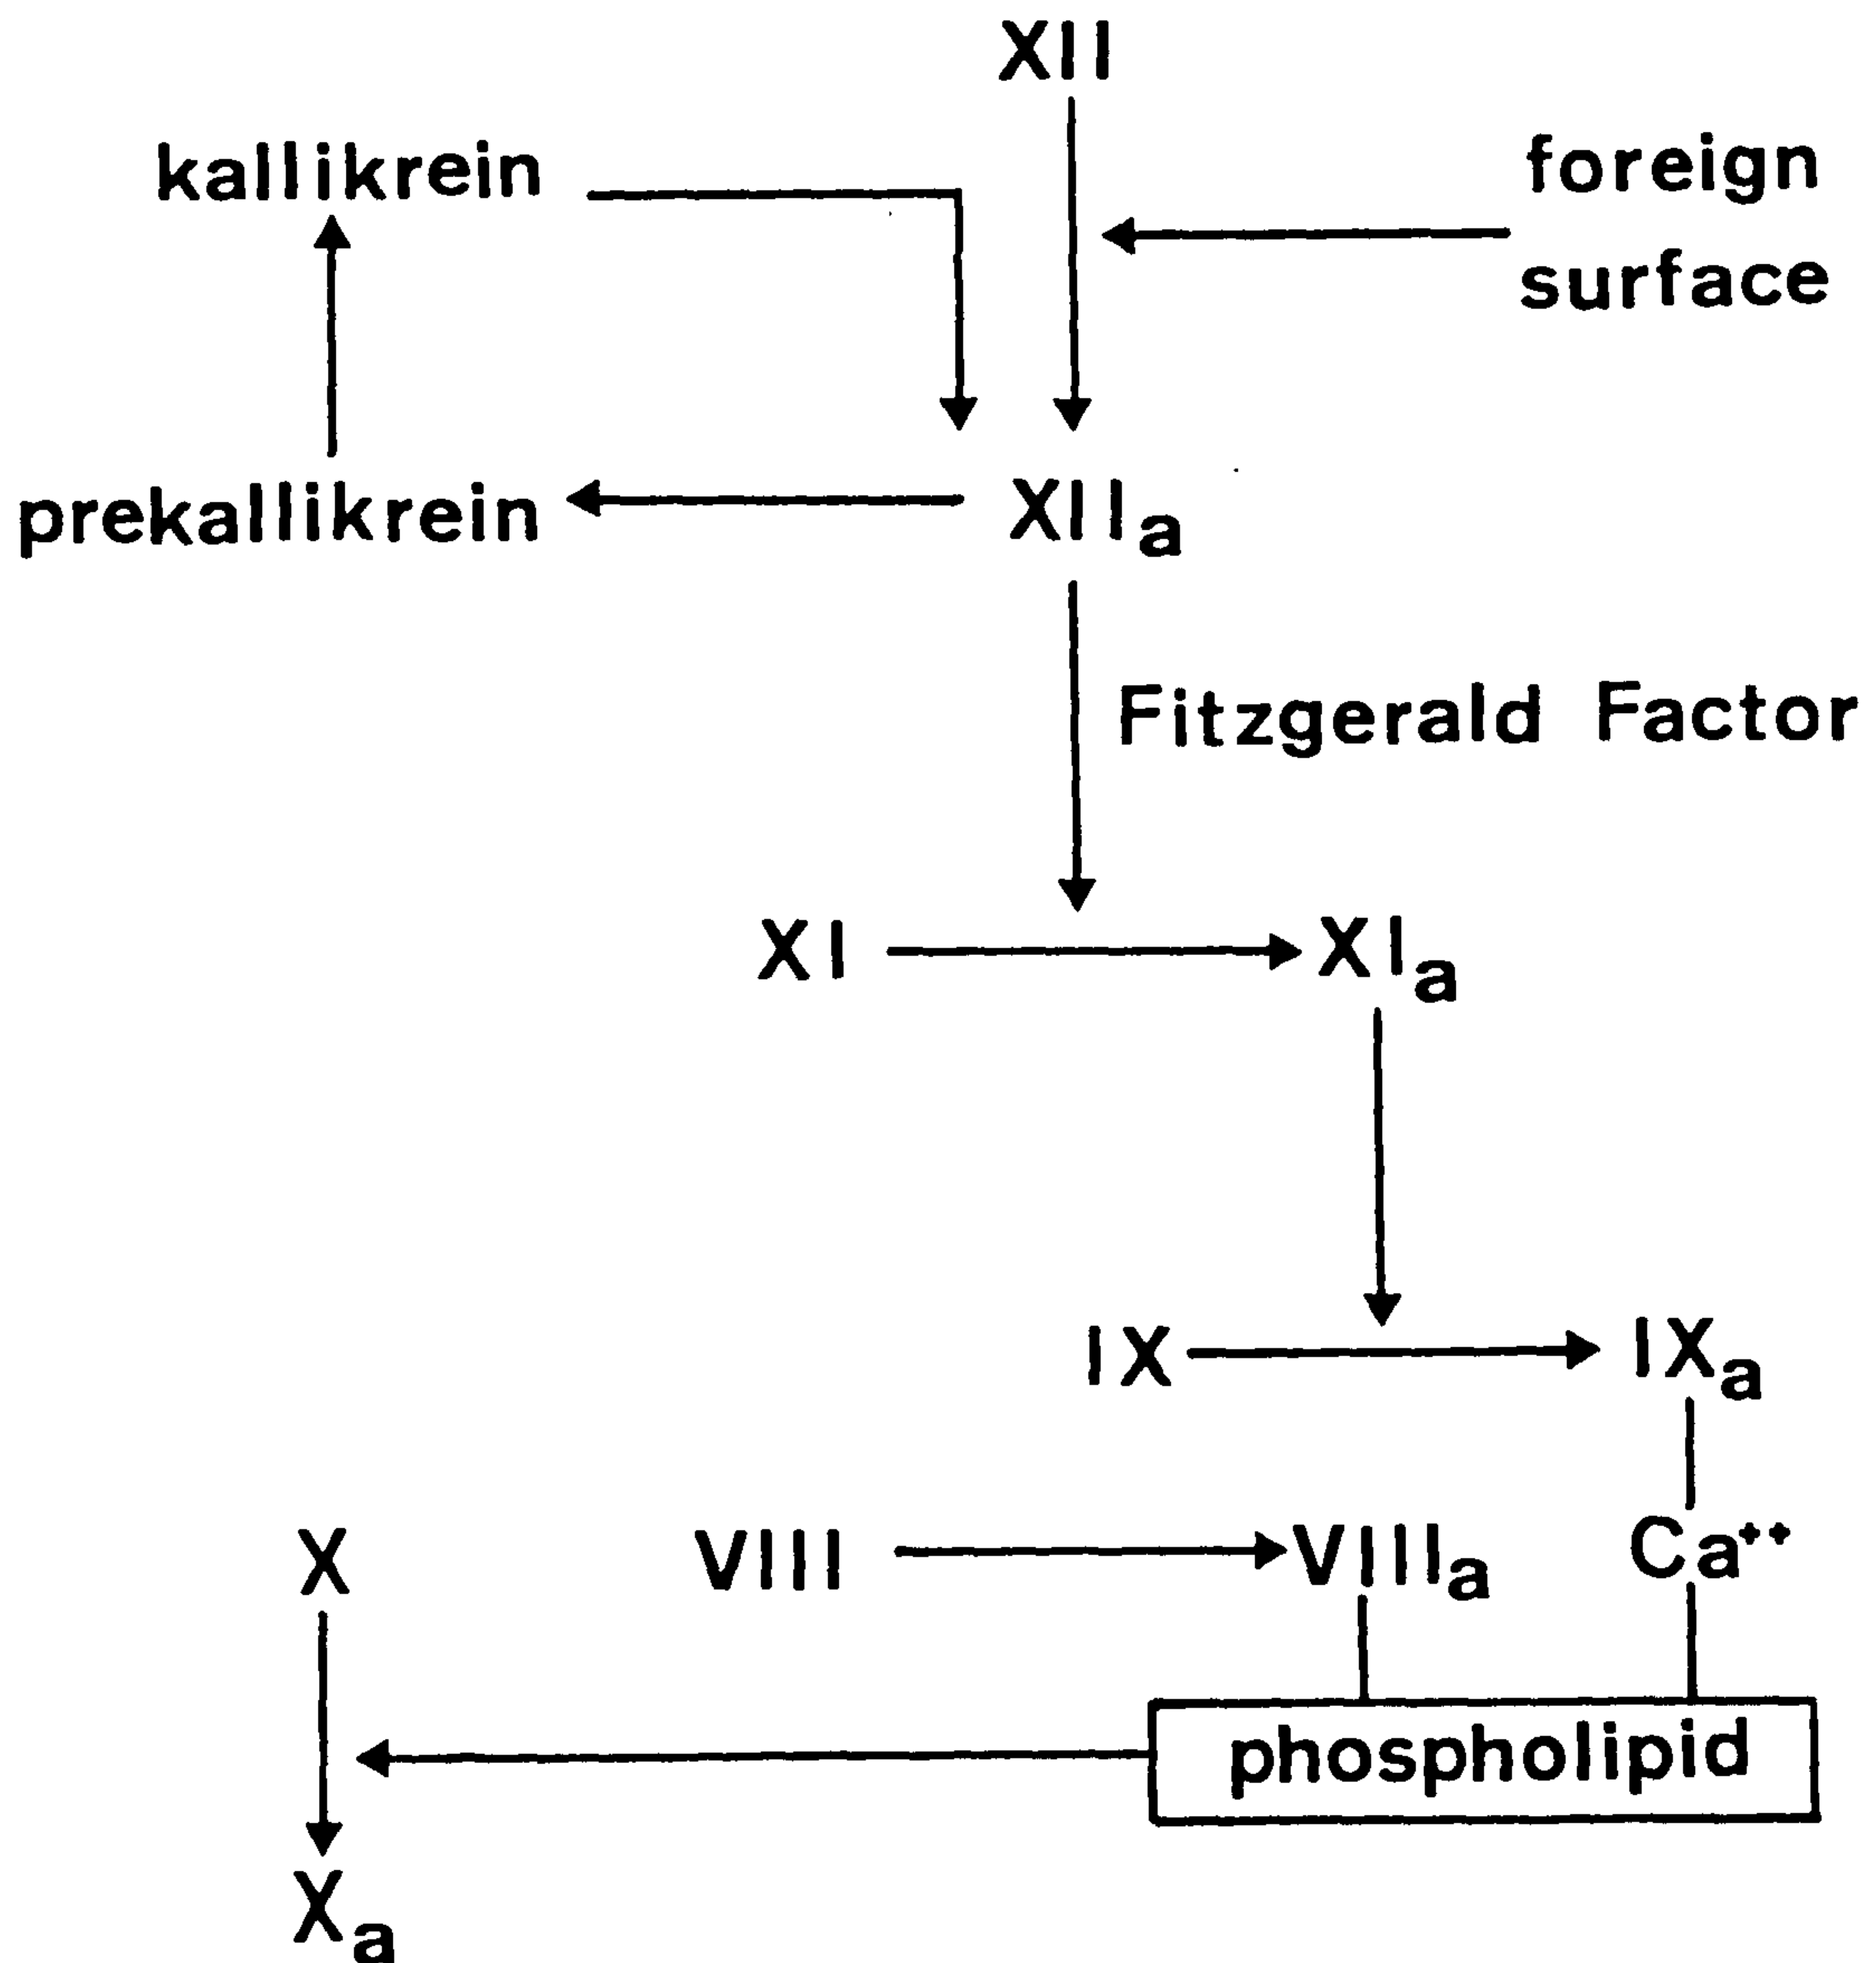 XII
kallikrein
foreign
surface
prekallikrein
XIIa
Fitzgerald Factor
XI
XIa
IX
IXa
X
VIII
VIIIa
Ca++
phospholipid
Xa